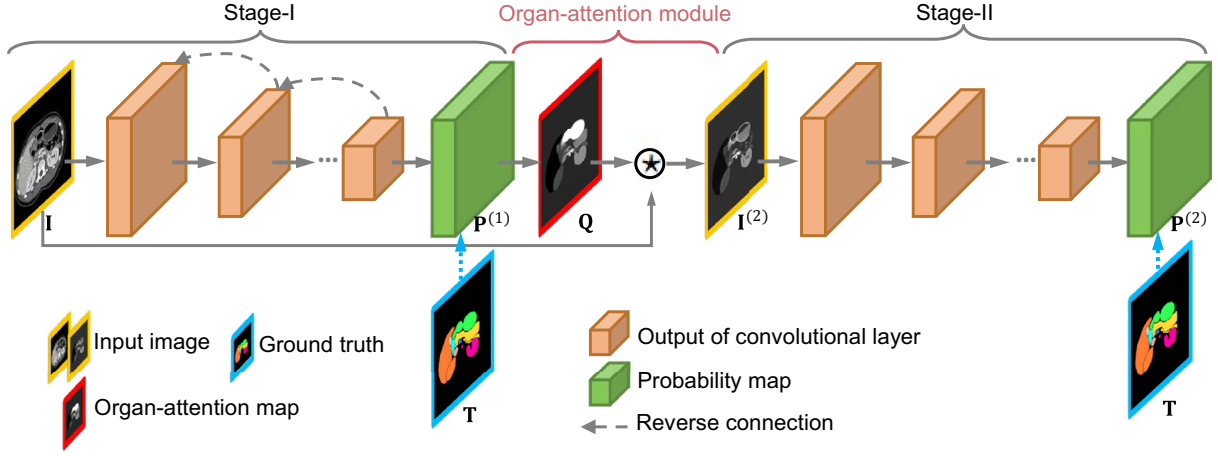 Stage-I
Organ-attention module
Stage-II
...
...
I
P(1)
Q
I(2)
P(2)
T
T
Input image
Ground truth
Organ-attention map
Output of convolutional layer
Probability map
Reverse connection